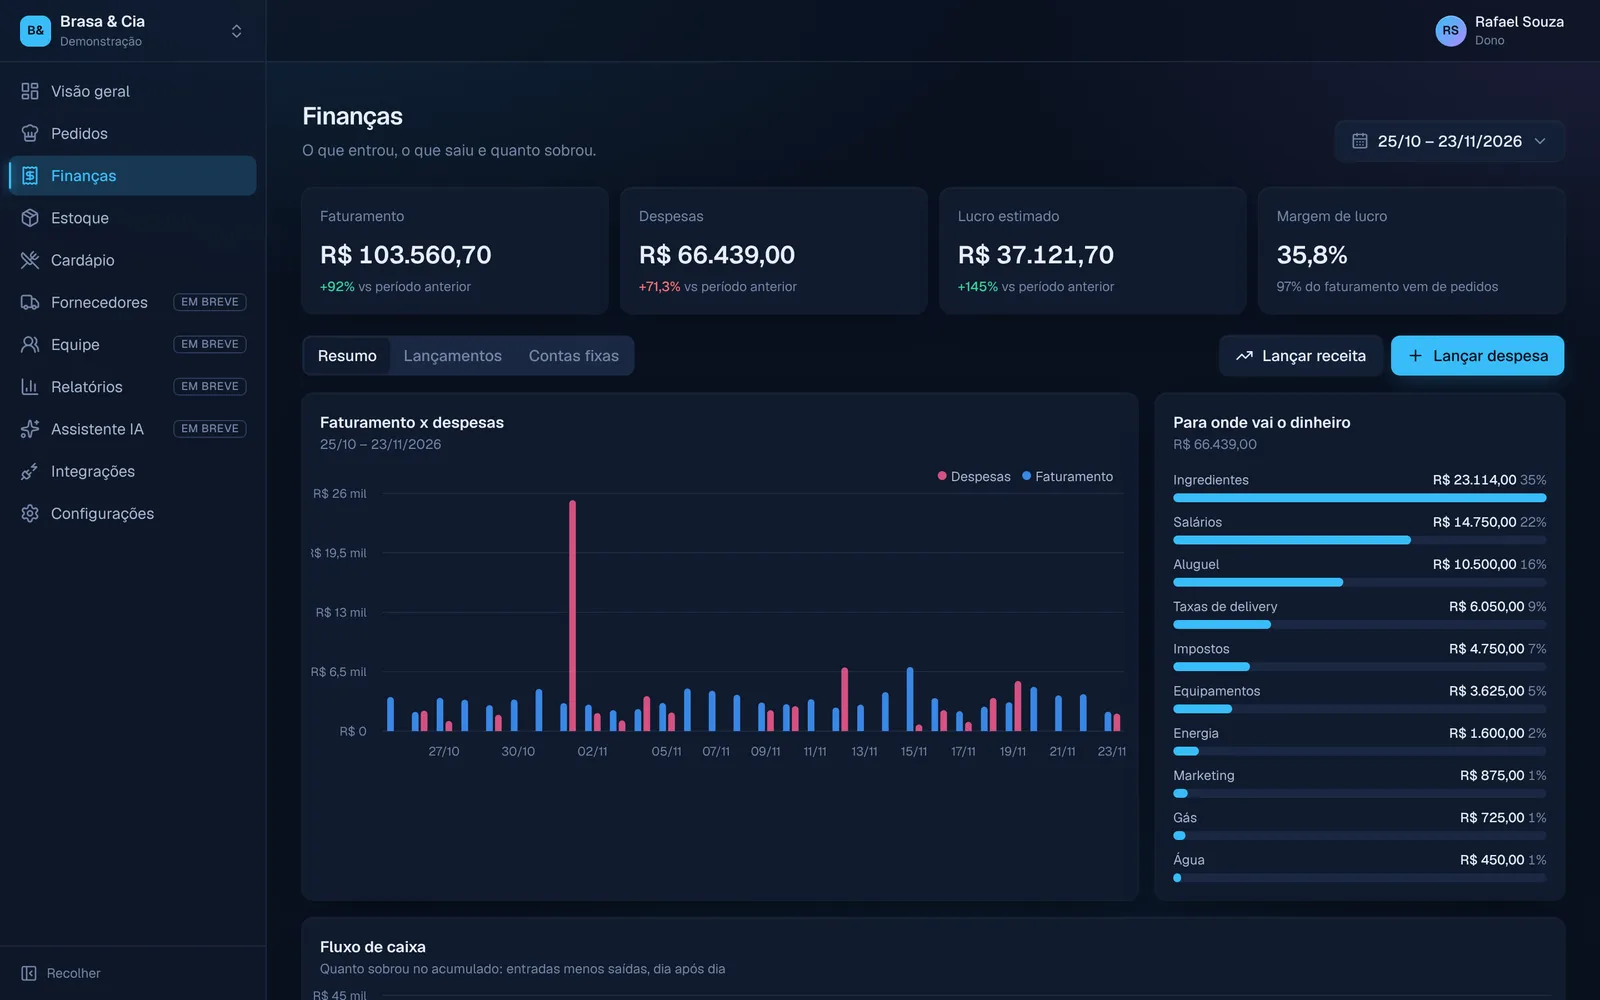 B&
Brasa & Cia
Demonstração
RS
Rafael Souza
Dono
Visão geral
Pedidos
Finanças
Estoque
Cardápio
Fornecedores EM BREVE
Equipe EM BREVE
Relatórios EM BREVE
Assistente IA EM BREVE
Integrações
Configurações
Recolher
Finanças
O que entrou, o que saiu e quanto sobrou.
25/10 – 23/11/2026
Faturamento
R$ 103.560,70
+92% vs período anterior
Despesas
R$ 66.439,00
+71,3% vs período anterior
Lucro estimado
R$ 37.121,70
+145% vs período anterior
Margem de lucro
35,8%
97% do faturamento vem de pedidos
Resumo Lançamentos Contas fixas
Lançar receita
+ Lançar despesa
Faturamento x despesas
25/10 – 23/11/2026
Despesas Faturamento
R$ 26 mil
R$ 19,5 mil
R$ 13 mil
R$ 6,5 mil
R$ 0
27/10 30/10 02/11 05/11 07/11 09/11 11/11 13/11 15/11 17/11 19/11 21/11 23/11
Para onde vai o dinheiro
R$ 66.439,00
Ingredientes R$ 23.114,00 35%
Salários R$ 14.750,00 22%
Aluguel R$ 10.500,00 16%
Taxas de delivery R$ 6.050,00 9%
Impostos R$ 4.750,00 7%
Equipamentos R$ 3.625,00 5%
Energia R$ 1.600,00 2%
Marketing R$ 875,00 1%
Gás R$ 725,00 1%
Água R$ 450,00 1%
Fluxo de caixa
Quanto sobrou no acumulado: entradas menos saídas, dia após dia
R$ 45 mil